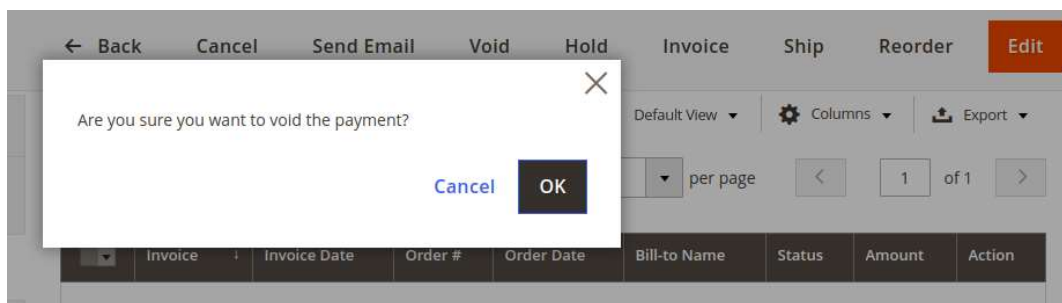 ← Back Cancel Send Email Void Hold Invoice Ship Reorder Edit
Are you sure you want to void the payment?
Default View Columns Export
Cancel OK
per page 1 of 1
Invoice ↓ Invoice Date Order # Order Date Bill-to Name Status Amount Action